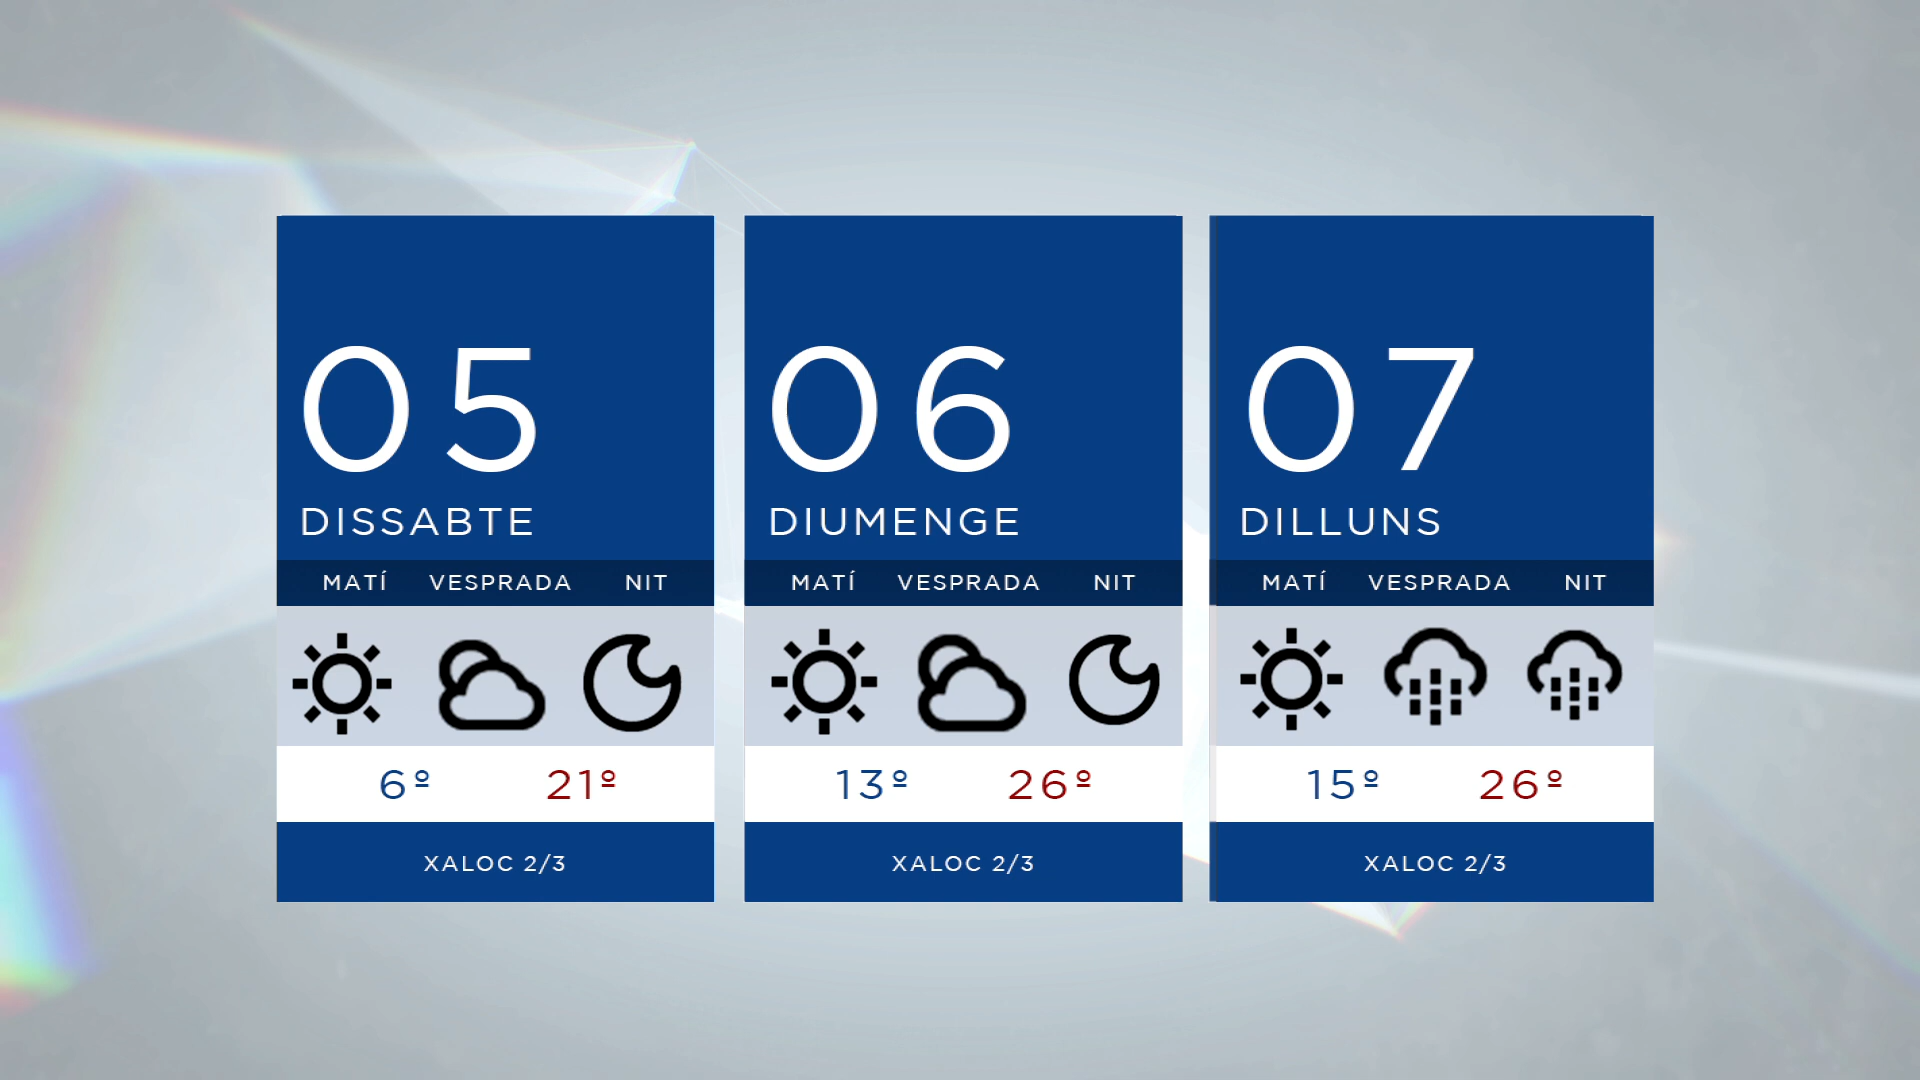 05
DISSABTE
MATÍ VESPRADA NIT
6º 21º
XALOC 2/3
06
DIUMENGE
MATÍ VESPRADA NIT
13º 26º
XALOC 2/3
07
DILLUNS
MATÍ VESPRADA NIT
15º 26º
XALOC 2/3